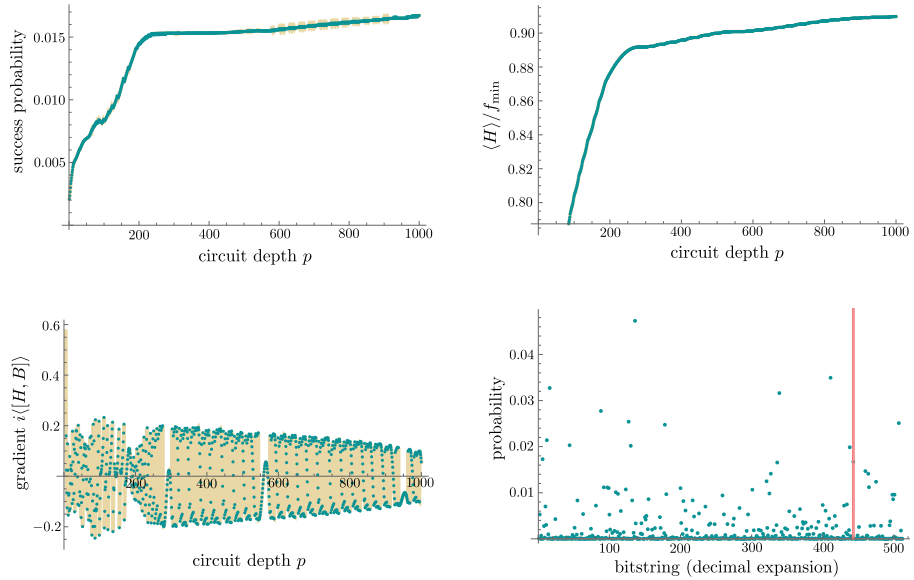 success probability
0.015
0.010
0.005
200 400 600 800 1000
circuit depth p
⟨H⟩/f_min
0.90
0.88
0.86
0.84
0.82
0.80
200 400 600 800 1000
circuit depth p
gradient i⟨[H, B]⟩
0.6
0.4
0.2
200 400 600 800 1000
−0.2
circuit depth p
probability
0.04
0.03
0.02
0.01
0 100 200 300 400 500
bitstring (decimal expansion)